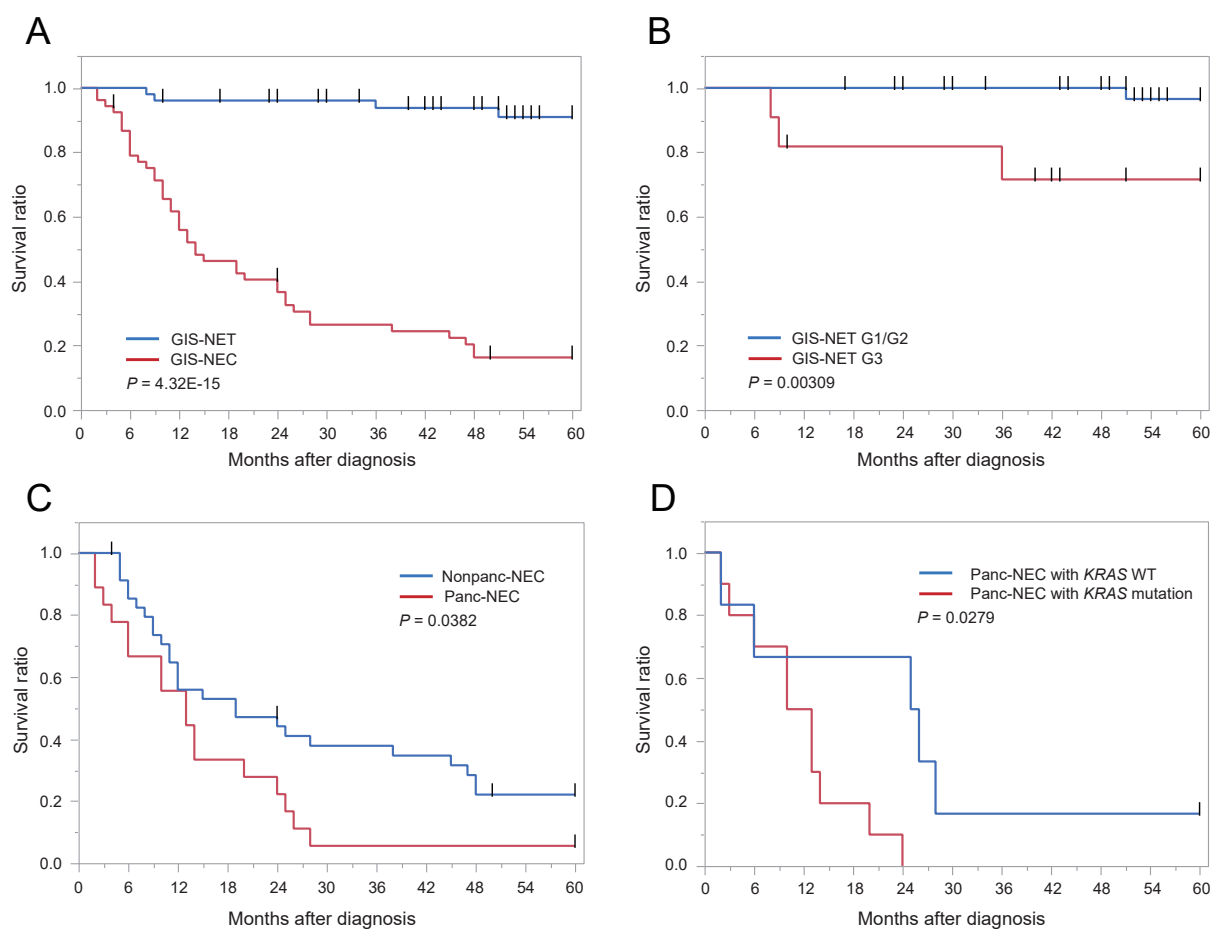 A
1.0
0.8
0.6
0.4
0.2
0.0
Survival ratio
GIS-NET
GIS-NEC
P = 4.32E-15
0 6 12 18 24 30 36 42 48 54 60
Months after diagnosis
B
1.0
0.8
0.6
0.4
0.2
0.0
Survival ratio
GIS-NET G1/G2
GIS-NET G3
P = 0.00309
0 6 12 18 24 30 36 42 48 54 60
Months after diagnosis
C
1.0
0.8
0.6
0.4
0.2
0.0
Survival ratio
Nonpanc-NEC
Panc-NEC
P = 0.0382
0 6 12 18 24 30 36 42 48 54 60
Months after diagnosis
D
1.0
0.8
0.6
0.4
0.2
0.0
Survival ratio
Panc-NEC with KRAS WT
Panc-NEC with KRAS mutation
P = 0.0279
0 6 12 18 24 30 36 42 48 54 60
Months after diagnosis